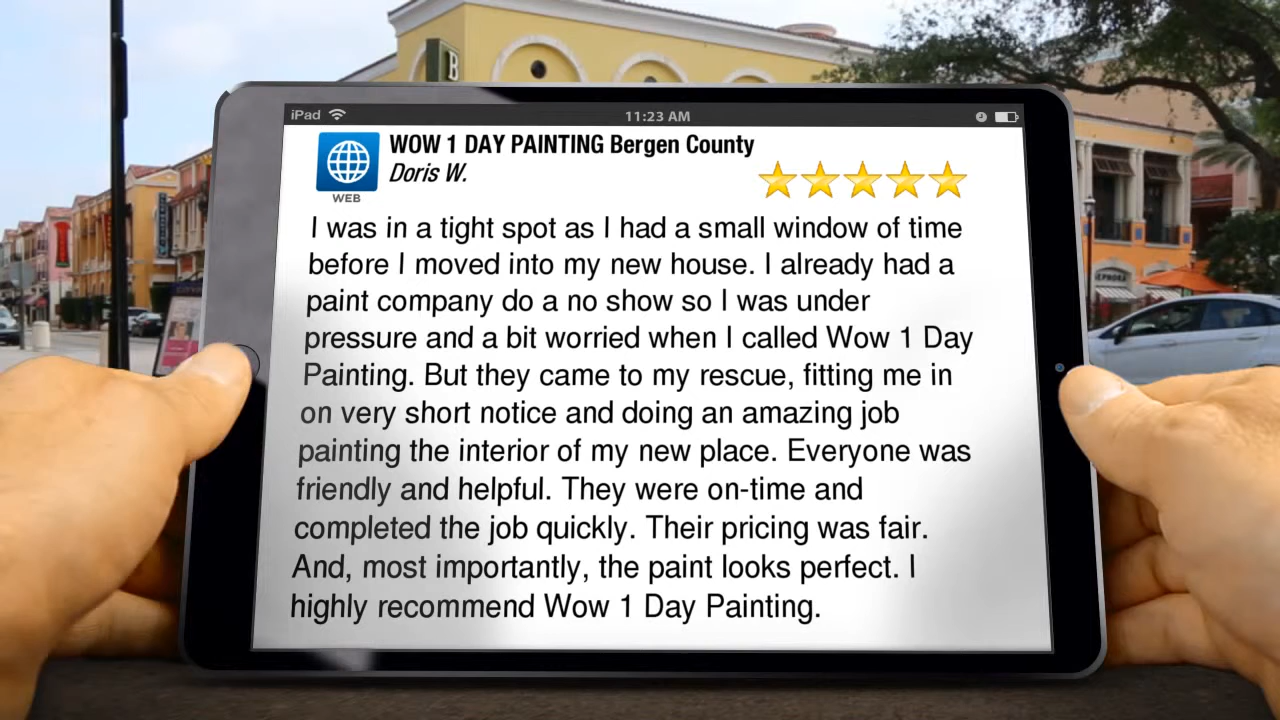 B
iPad
11:23 AM
WOW 1 DAY PAINTING Bergen County
Doris W.
WEB
I was in a tight spot as I had a small window of time
before I moved into my new house. I already had a
paint company do a no show so I was under
pressure and a bit worried when I called Wow 1 Day
Painting. But they came to my rescue, fitting me in
on very short notice and doing an amazing job
painting the interior of my new place. Everyone was
friendly and helpful. They were on-time and
completed the job quickly. Their pricing was fair.
And, most importantly, the paint looks perfect. I
highly recommend Wow 1 Day Painting.
SEPHORA